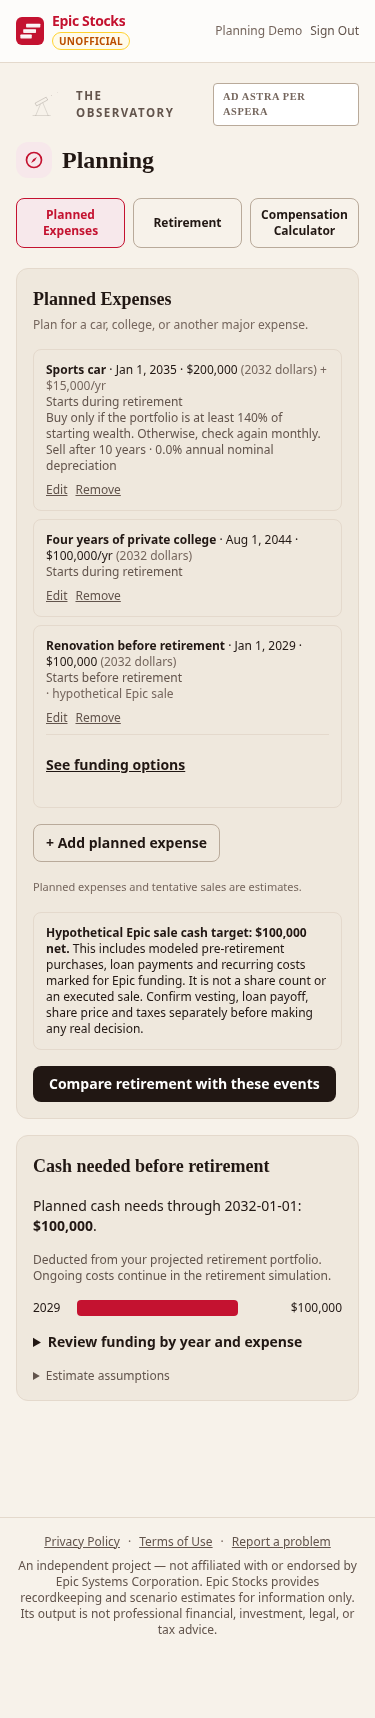 Epic Stocks
UNOFFICIAL
Planning Demo Sign Out
THE
OBSERVATORY
AD ASTRA PER
ASPERA
Planning
Planned
Expenses
Retirement
Compensation
Calculator
Planned Expenses
Plan for a car, college, or another major expense.
Sports car · Jan 1, 2035 · $200,000 (2032 dollars) +
$15,000/yr
Starts during retirement
Buy only if the portfolio is at least 140% of
starting wealth. Otherwise, check again monthly.
Sell after 10 years · 0.0% annual nominal
depreciation
Edit Remove
Four years of private college · Aug 1, 2044 ·
$100,000/yr (2032 dollars)
Starts during retirement
Edit Remove
Renovation before retirement · Jan 1, 2029 ·
$100,000 (2032 dollars)
Starts before retirement
· hypothetical Epic sale
Edit Remove
See funding options
+ Add planned expense
Planned expenses and tentative sales are estimates.
Hypothetical Epic sale cash target: $100,000
net. This includes modeled pre-retirement
purchases, loan payments and recurring costs
marked for Epic funding. It is not a share count or
an executed sale. Confirm vesting, loan payoff,
share price and taxes separately before making
any real decision.
Compare retirement with these events
Cash needed before retirement
Planned cash needs through 2032-01-01:
$100,000.
Deducted from your projected retirement portfolio.
Ongoing costs continue in the retirement simulation.
2029 $100,000
Review funding by year and expense
Estimate assumptions
Privacy Policy · Terms of Use · Report a problem
An independent project — not affiliated with or endorsed by
Epic Systems Corporation. Epic Stocks provides
recordkeeping and scenario estimates for information only.
Its output is not professional financial, investment, legal, or
tax advice.